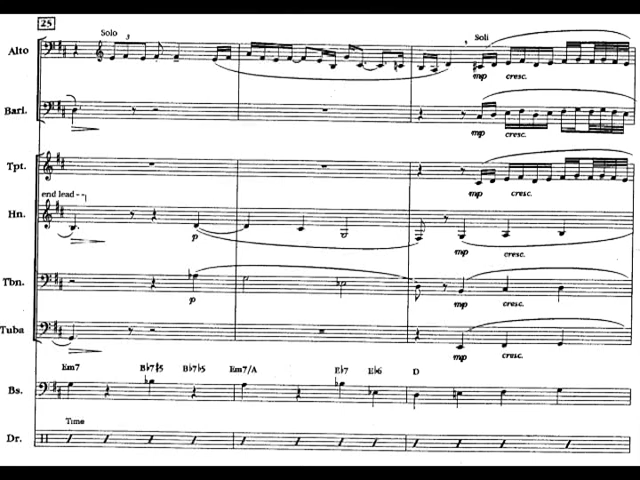 25
Solo
3
Soli
Alto
mp cresc.
Bari.
mp cresc.
Tpt.
mp cresc.
end lead
Hn.
p
mp cresc.
Tbn.
p
mp cresc.
Tuba
mp cresc.
Em7 B♭7♯5 B♭7♭5 Em7/A E♭7 E♭6 D
Bs.
Time
Dr.